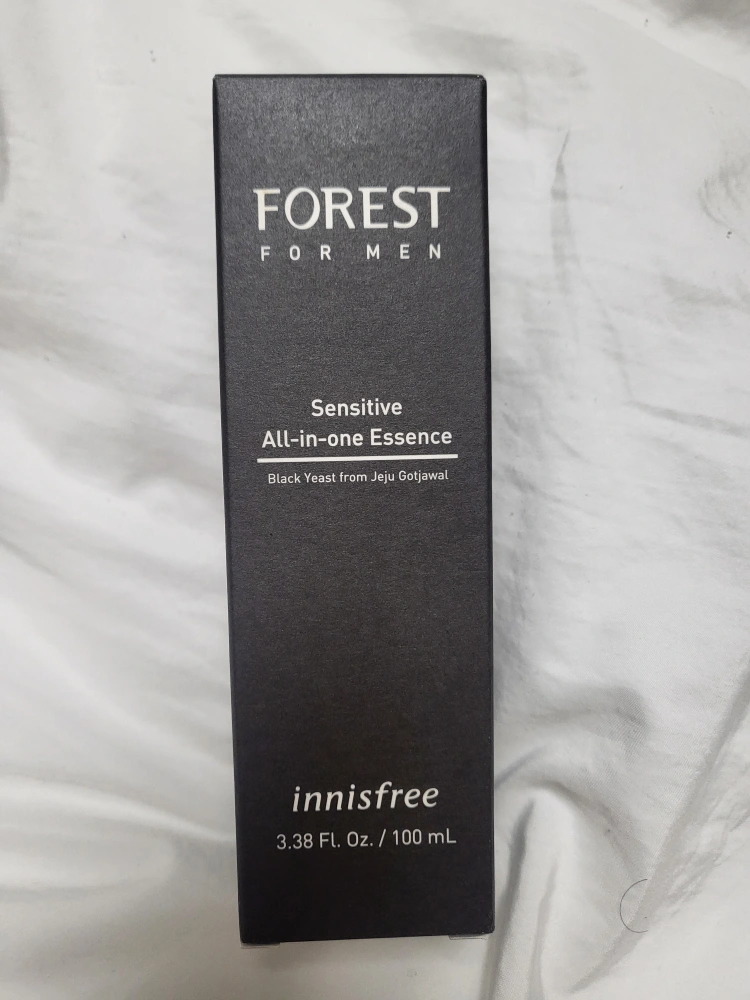 FOREST
FOR MEN
Sensitive
All-in-one Essence
Black Yeast from Jeju Gotjawal
innisfree
3.38 Fl. Oz. / 100 mL